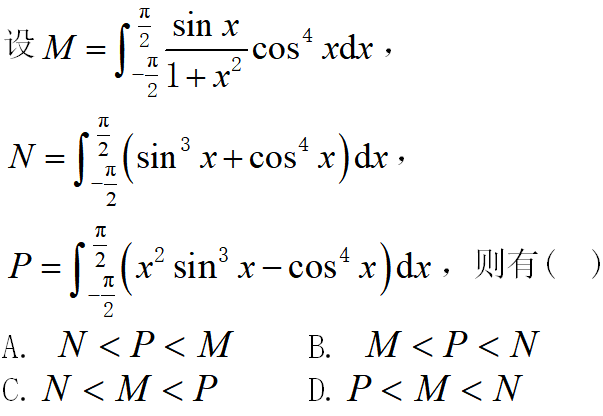 设 $M=\int_{-\frac{\pi}{2}}^{\frac{\pi}{2}}\frac{\sin x}{1+x^2}\cos^4 x\mathrm{d}x$，
$N=\int_{-\frac{\pi}{2}}^{\frac{\pi}{2}}\left(\sin^3 x+\cos^4 x\right)\mathrm{d}x$，
$P=\int_{-\frac{\pi}{2}}^{\frac{\pi}{2}}\left(x^2\sin^3 x-\cos^4 x\right)\mathrm{d}x$，则有( )
A. $N<P<M$ B. $M<P<N$
C. $N<M<P$ D. $P<M<N$